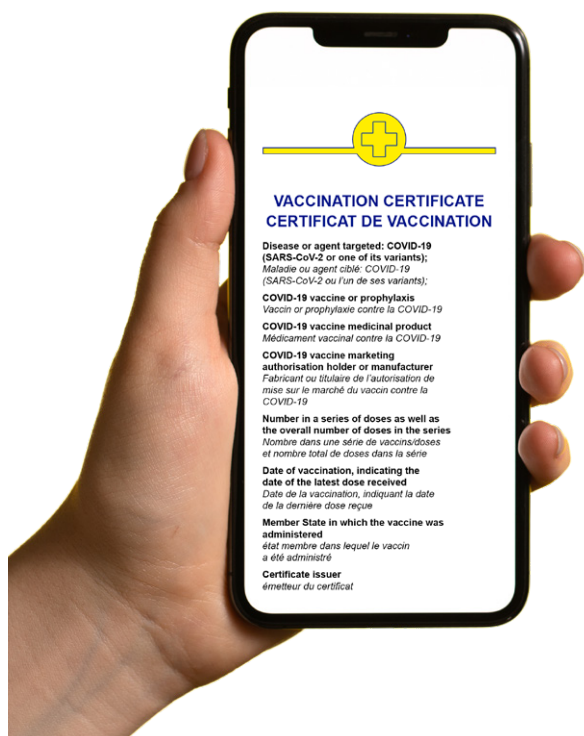 VACCINATION CERTIFICATE
CERTIFICAT DE VACCINATION
Disease or agent targeted: COVID-19
(SARS-CoV-2 or one of its variants);
Maladie ou agent ciblé: COVID-19
(SARS-CoV-2 ou l'un de ses variants);
COVID-19 vaccine or prophylaxis
Vaccin or prophylaxie contre la COVID-19
COVID-19 vaccine medicinal product
Médicament vaccinal contre la COVID-19
COVID-19 vaccine marketing
authorisation holder or manufacturer
Fabricant ou titulaire de l'autorisation de
mise sur le marché du vaccin contre la
COVID-19
Number in a series of doses as well as
the overall number of doses in the series
Nombre dans une série de vaccins/doses
et nombre total de doses dans la série
Date of vaccination, indicating the
date of the latest dose received
Date de la vaccination, indiquant la date
de la dernière dose reçue
Member State in which the vaccine was
administered
état membre dans lequel le vaccin
a été administré
Certificate issuer
émetteur du certificat